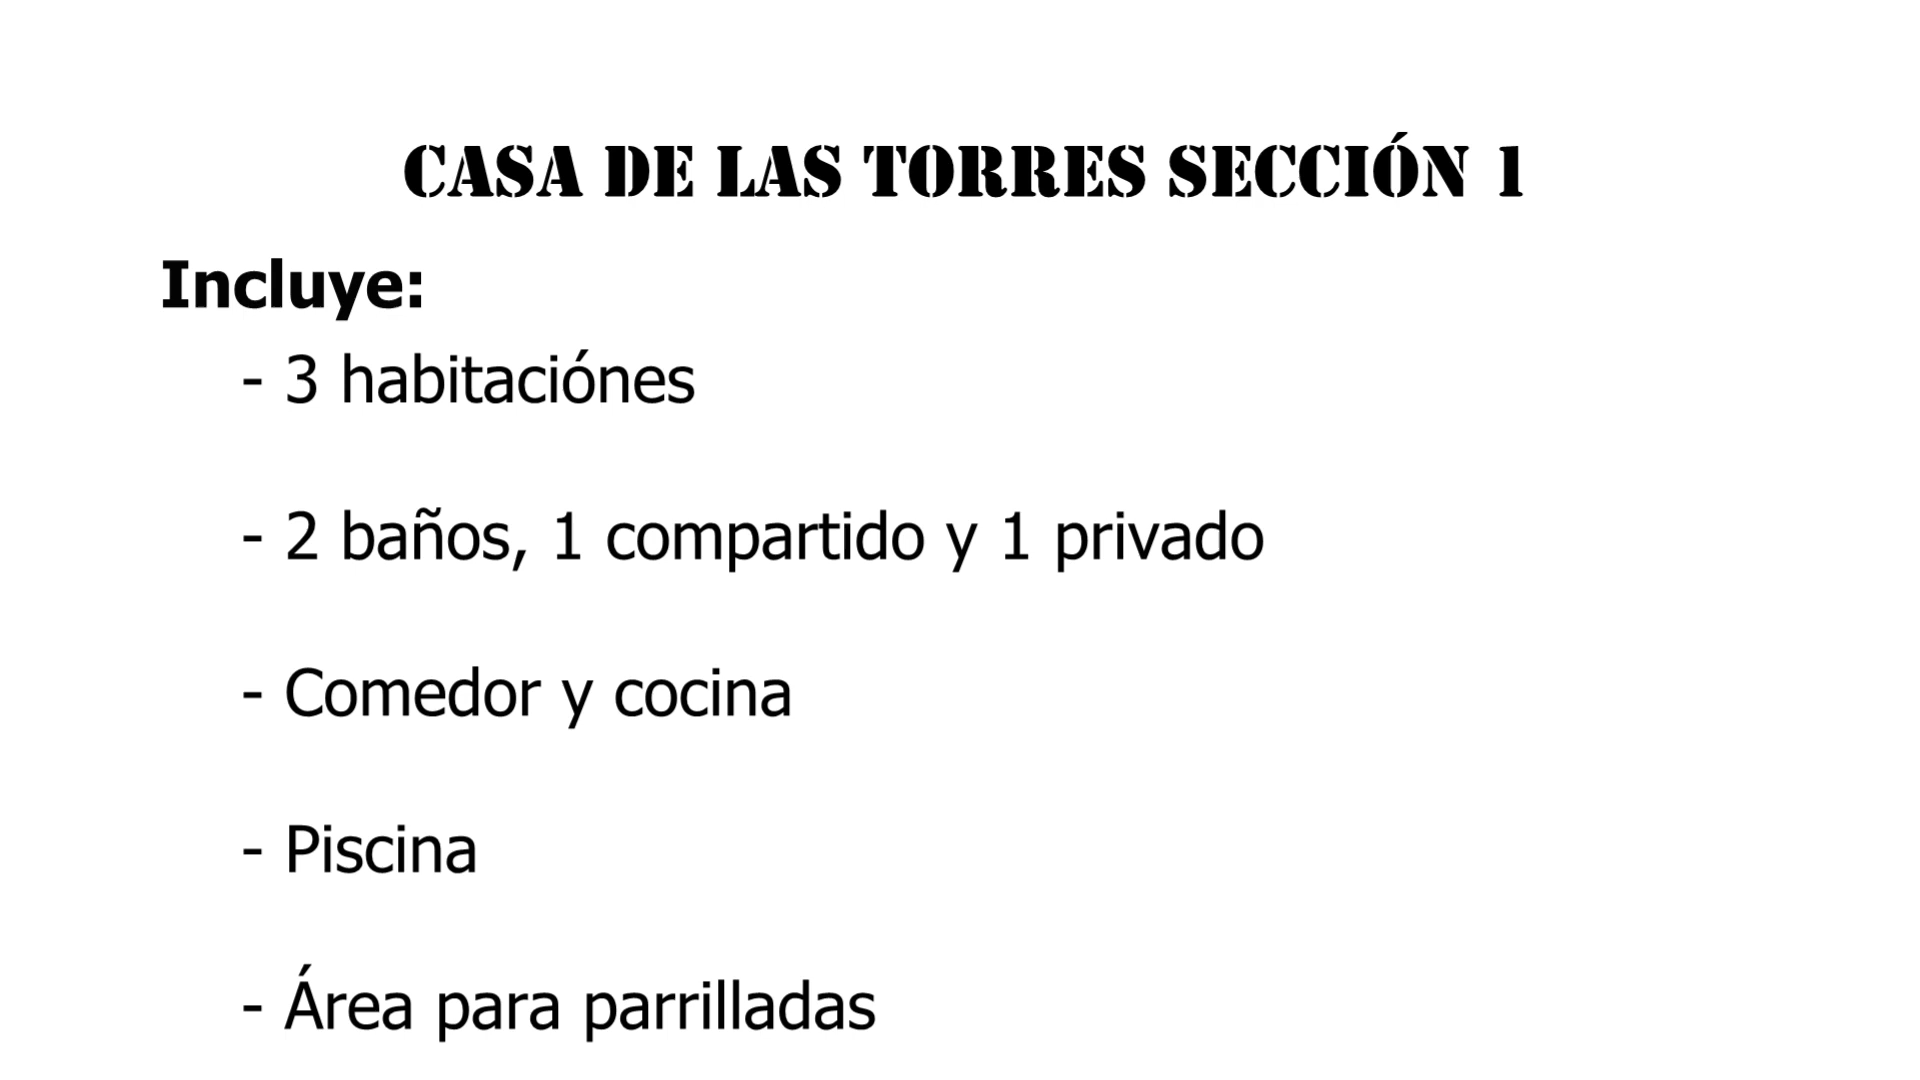 CASA DE LAS TORRES SECCIÓN 1
Incluye:
- 3 habitaciónes
- 2 baños, 1 compartido y 1 privado
- Comedor y cocina
- Piscina
- Área para parrilladas